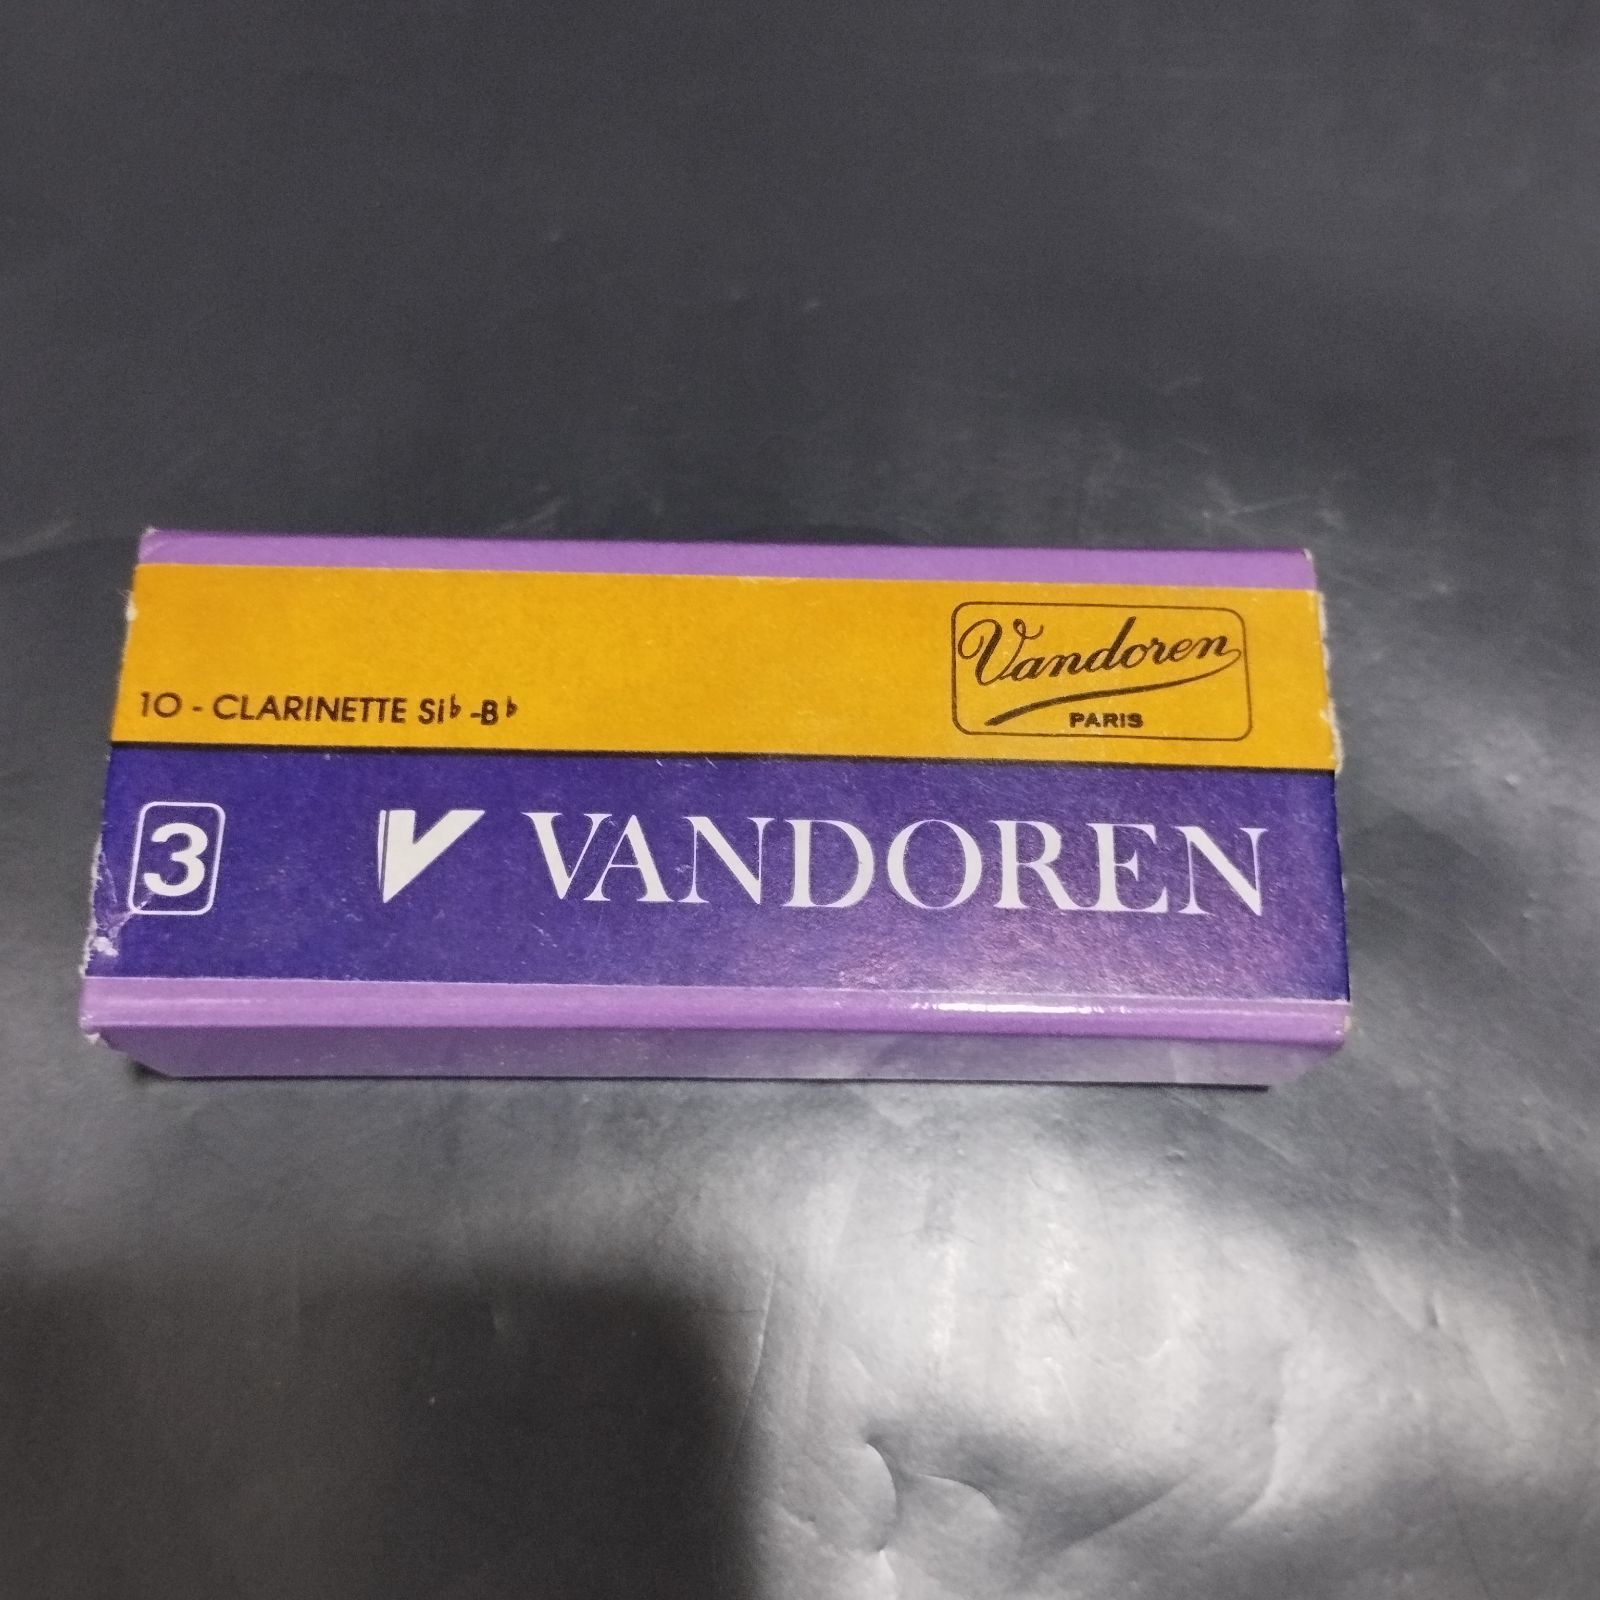 Vandoren
PARIS
10 - CLARINETTE Si♭ -B♭
3 V VANDOREN